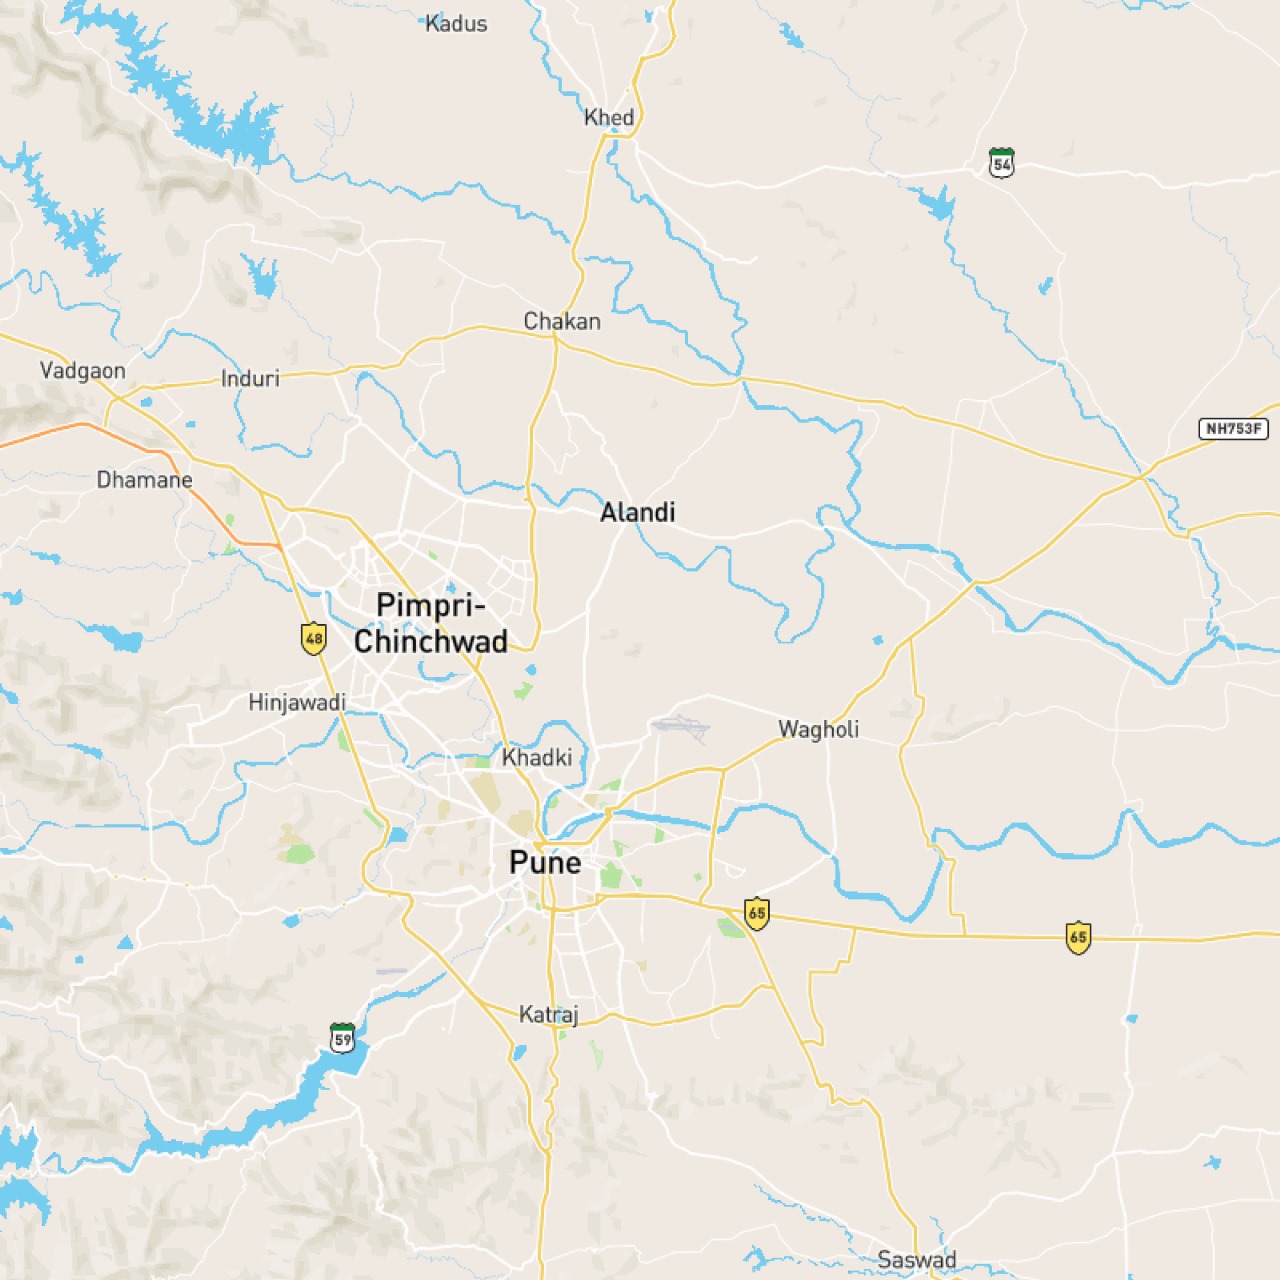 Kadus
Khed
54
Chakan
Vadgaon
Induri
NH753F
Dhamane
Alandi
Pimpri-
Chinchwad
48
Hinjawadi
Wagholi
Khadki
Pune
65
65
Katraj
59
Saswad